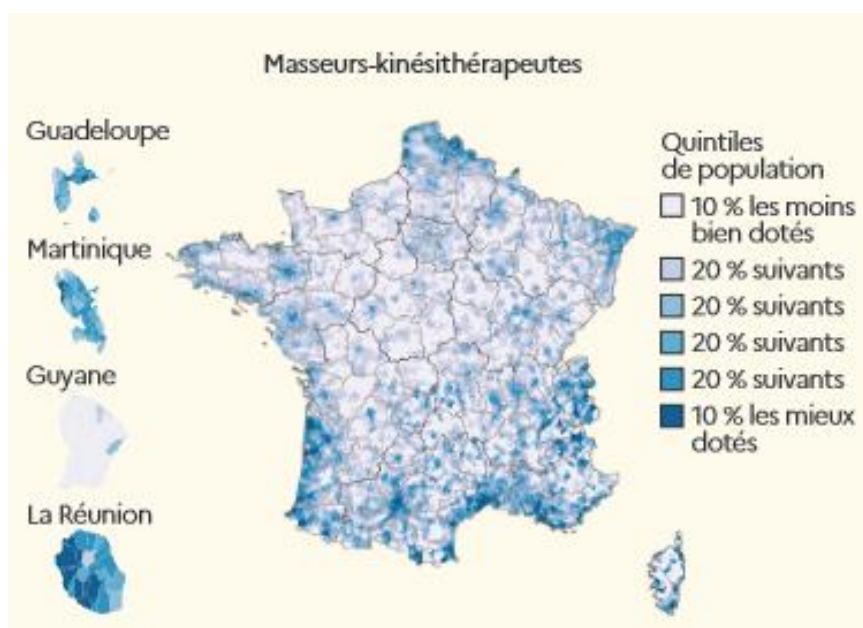 Masseurs-kinésithérapeutes
Guadeloupe
Martinique
Guyane
La Réunion
Quintiles
de population
10 % les moins
bien dotés
20 % suivants
20 % suivants
20 % suivants
20 % suivants
10 % les mieux
dotés